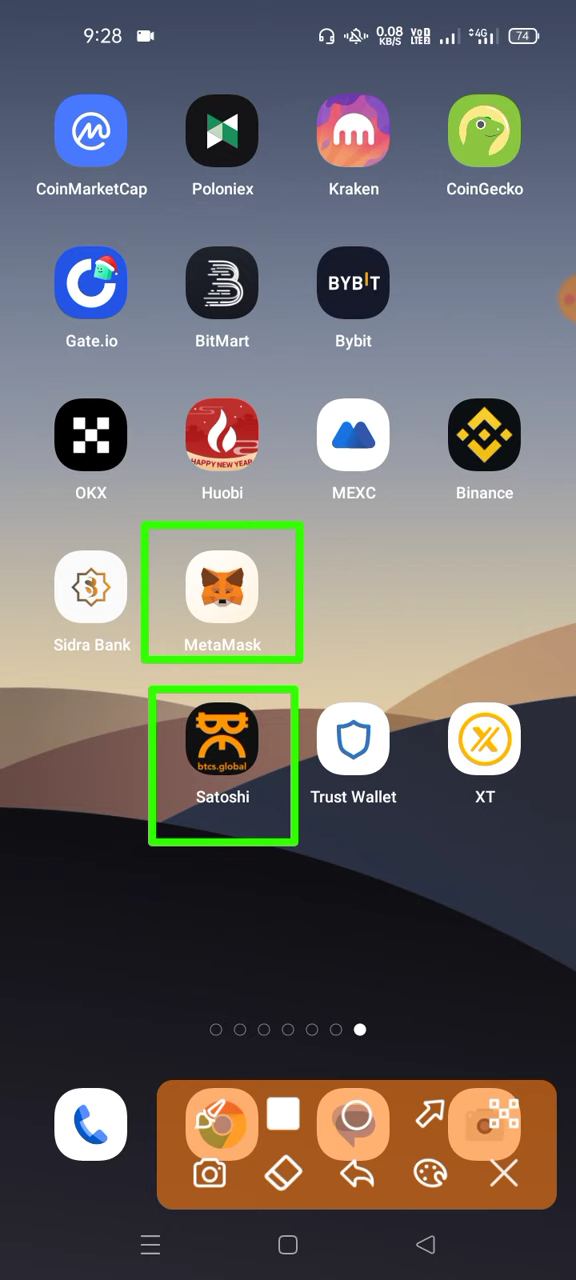 9:28 0.08 KB/S Vo LTE 4G 74
CoinMarketCap Poloniex Kraken CoinGecko
BYBIT
Gate.io BitMart Bybit
HAPPY NEW YEAR
OKX Huobi MEXC Binance
Sidra Bank MetaMask
btcs.global
Satoshi Trust Wallet XT